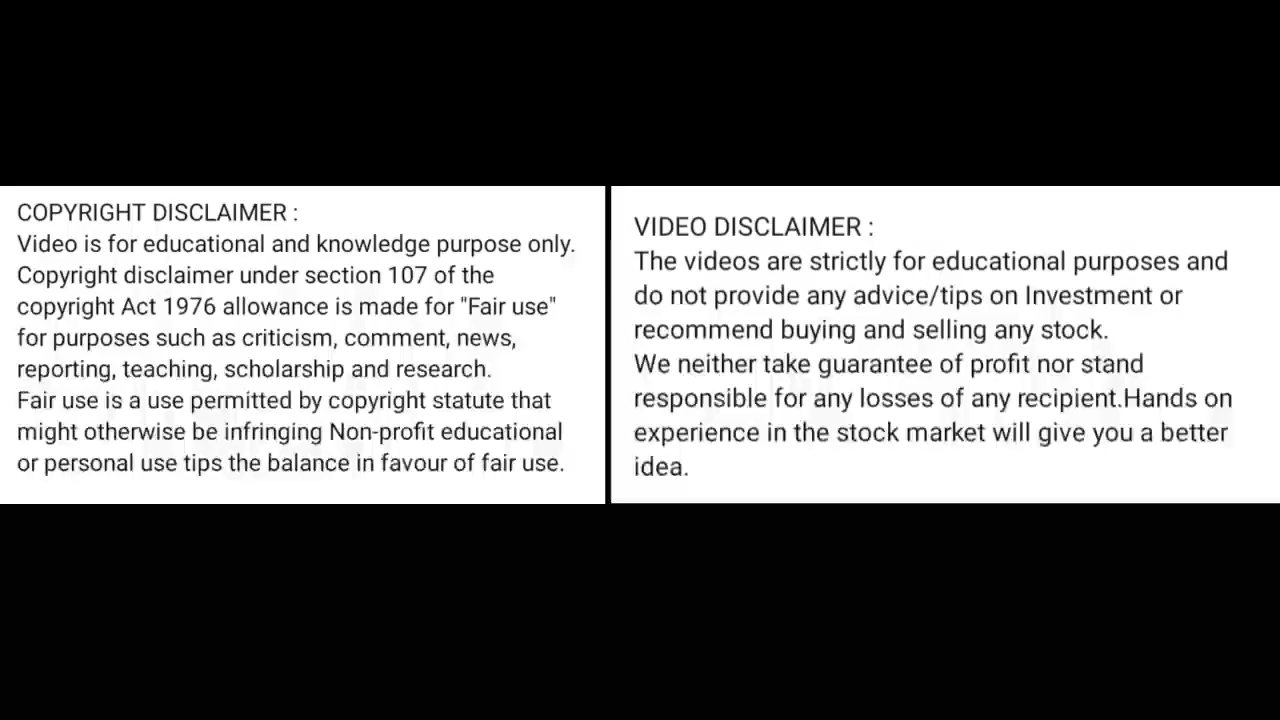 COPYRIGHT DISCLAIMER :
Video is for educational and knowledge purpose only.
Copyright disclaimer under section 107 of the
copyright Act 1976 allowance is made for "Fair use"
for purposes such as criticism, comment, news,
reporting, teaching, scholarship and research.
Fair use is a use permitted by copyright statute that
might otherwise be infringing Non-profit educational
or personal use tips the balance in favour of fair use.
VIDEO DISCLAIMER :
The videos are strictly for educational purposes and
do not provide any advice/tips on Investment or
recommend buying and selling any stock.
We neither take guarantee of profit nor stand
responsible for any losses of any recipient.Hands on
experience in the stock market will give you a better
idea.